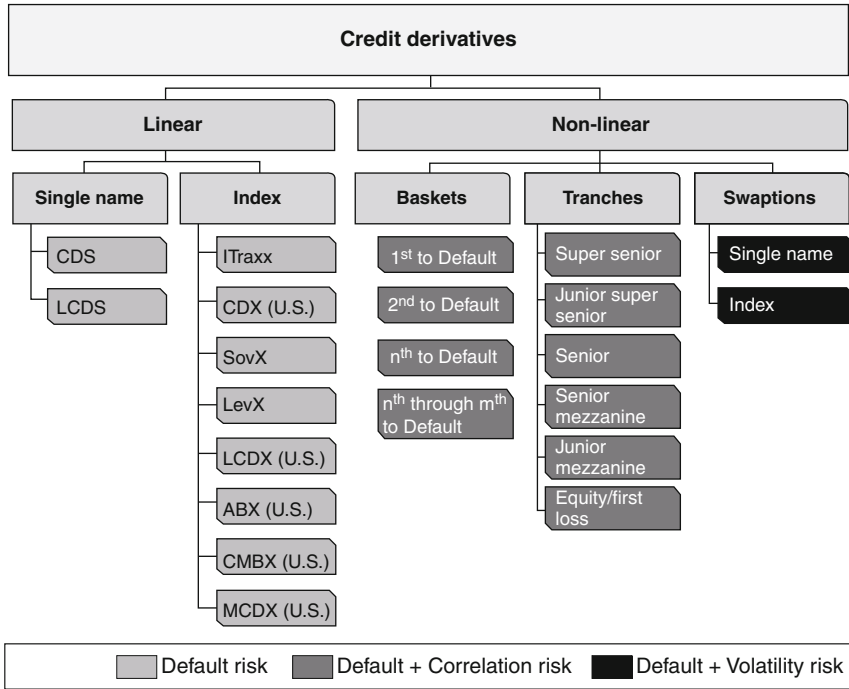 Credit derivatives
Linear
Non-linear
Single name
Index
Baskets
Tranches
Swaptions
CDS
LCDS
ITraxx
CDX (U.S.)
SovX
LevX
LCDX (U.S.)
ABX (U.S.)
CMBX (U.S.)
MCDX (U.S.)
1st to Default
2nd to Default
nth to Default
nth through mth
to Default
Super senior
Junior super
senior
Senior
Senior
mezzanine
Junior
mezzanine
Equity/first
loss
Single name
Index
Default risk
Default + Correlation risk
Default + Volatility risk